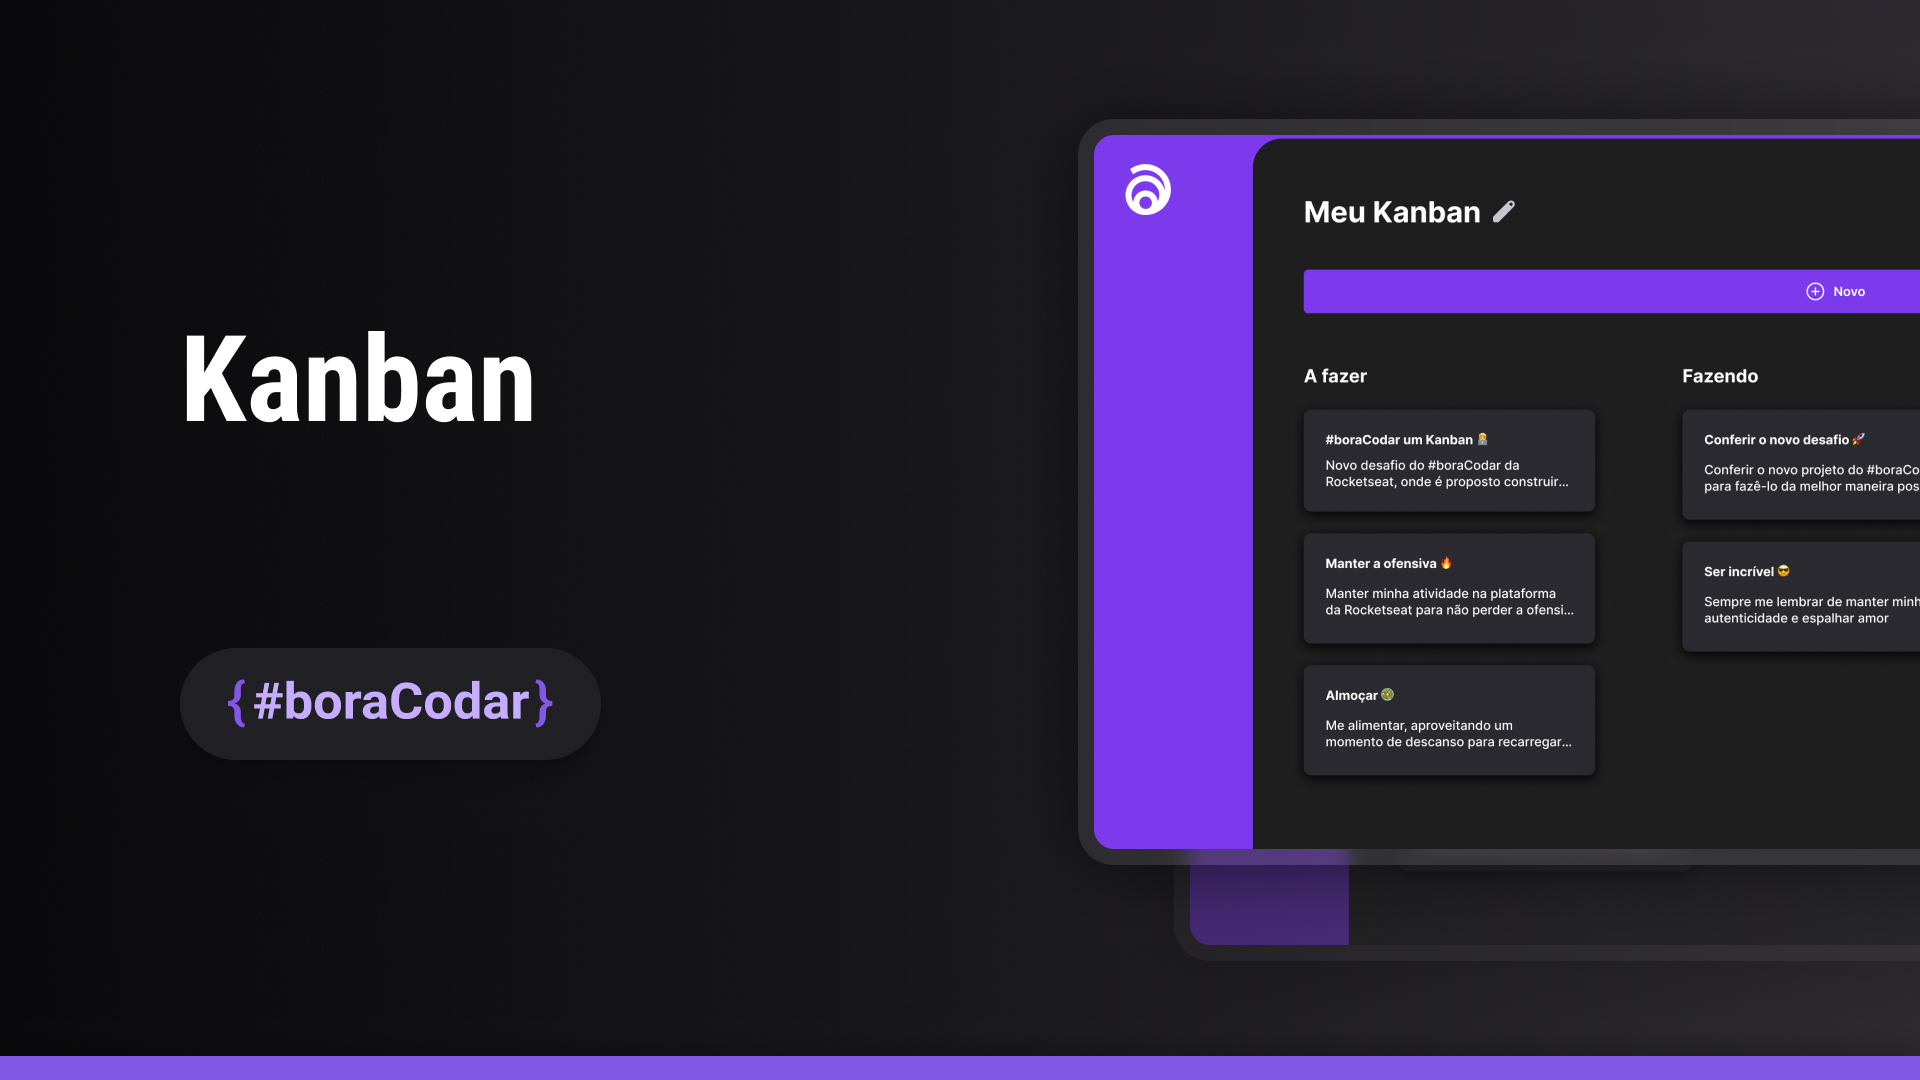 Kanban
{#boraCodar}
Meu Kanban
Novo
A fazer
#boraCodar um Kanban
Novo desafio do #boraCodar da
Rocketseat, onde é proposto construir...
Manter a ofensiva 🔥
Manter minha atividade na plataforma
da Rocketseat para não perder a ofensi...
Almoçar
Me alimentar, aproveitando um
momento de descanso para recarregar...
Fazendo
Conferir o novo desafio 🚀
Conferir o novo projeto do #boraCo
para fazê-lo da melhor maneira pos
Ser incrível 😎
Sempre me lembrar de manter minh
autenticidade e espalhar amor